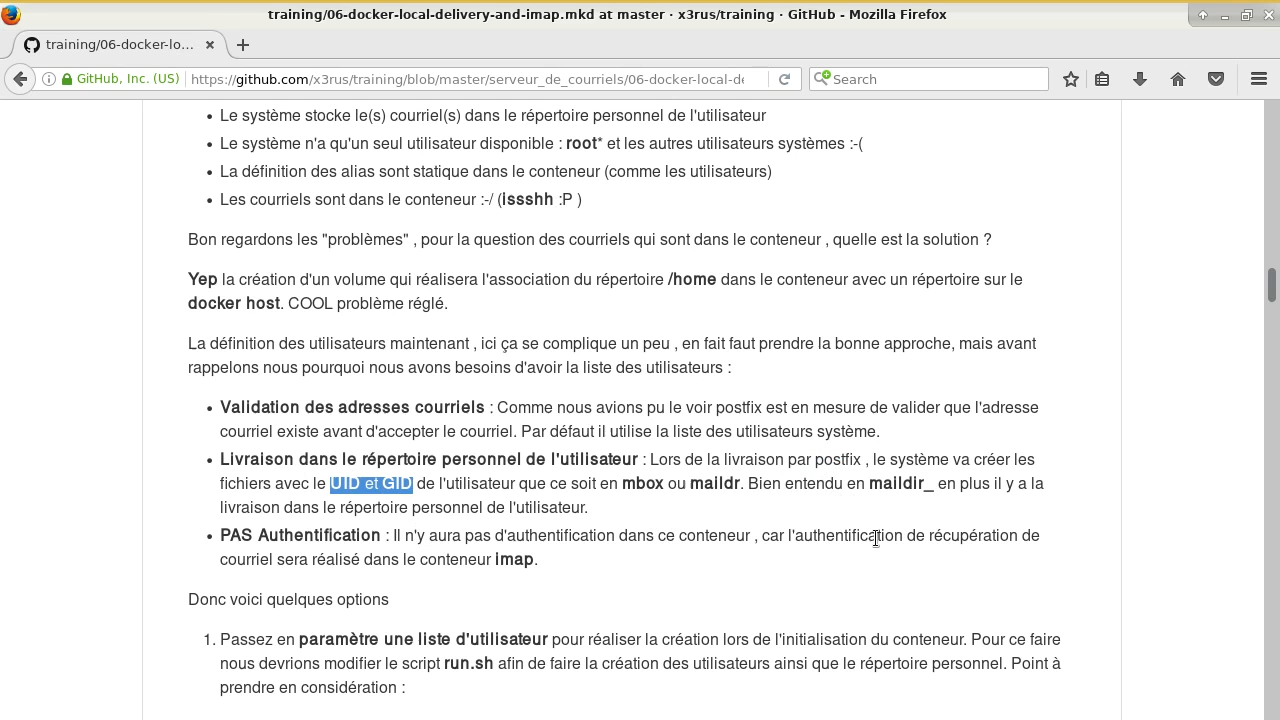 training/06-docker-local-delivery-and-imap.mkd at master · x3rus/training · GitHub - Mozilla Firefox
training/06-docker-lo...
GitHub, Inc. (US)
https://github.com/x3rus/training/blob/master/serveur_de_courriels/06-docker-local-de
Search
Le système stocke le(s) courriel(s) dans le répertoire personnel de l'utilisateur
Le système n'a qu'un seul utilisateur disponible : root* et les autres utilisateurs systèmes :-(
La définition des alias sont statique dans le conteneur (comme les utilisateurs)
Les courriels sont dans le conteneur :-/ (issshh :P )
Bon regardons les "problèmes" , pour la question des courriels qui sont dans le conteneur , quelle est la solution ?
Yep la création d'un volume qui réalisera l'association du répertoire /home dans le conteneur avec un répertoire sur le
docker host. COOL problème réglé.
La définition des utilisateurs maintenant , ici ça se complique un peu , en fait faut prendre la bonne approche, mais avant
rappelons nous pourquoi nous avons besoins d'avoir la liste des utilisateurs :
Validation des adresses courriels : Comme nous avions pu le voir postfix est en mesure de valider que l'adresse
courriel existe avant d'accepter le courriel. Par défaut il utilise la liste des utilisateurs système.
Livraison dans le répertoire personnel de l'utilisateur : Lors de la livraison par postfix , le système va créer les
fichiers avec le UID et GID de l'utilisateur que ce soit en mbox ou maildr. Bien entendu en maildir_ en plus il y a la
livraison dans le répertoire personnel de l'utilisateur.
PAS Authentification : Il n'y aura pas d'authentification dans ce conteneur , car l'authentification de récupération de
courriel sera réalisé dans le conteneur imap.
Donc voici quelques options
1. Passez en paramètre une liste d'utilisateur pour réaliser la création lors de l'initialisation du conteneur. Pour ce faire
nous devrions modifier le script run.sh afin de faire la création des utilisateurs ainsi que le répertoire personnel. Point à
prendre en considération :